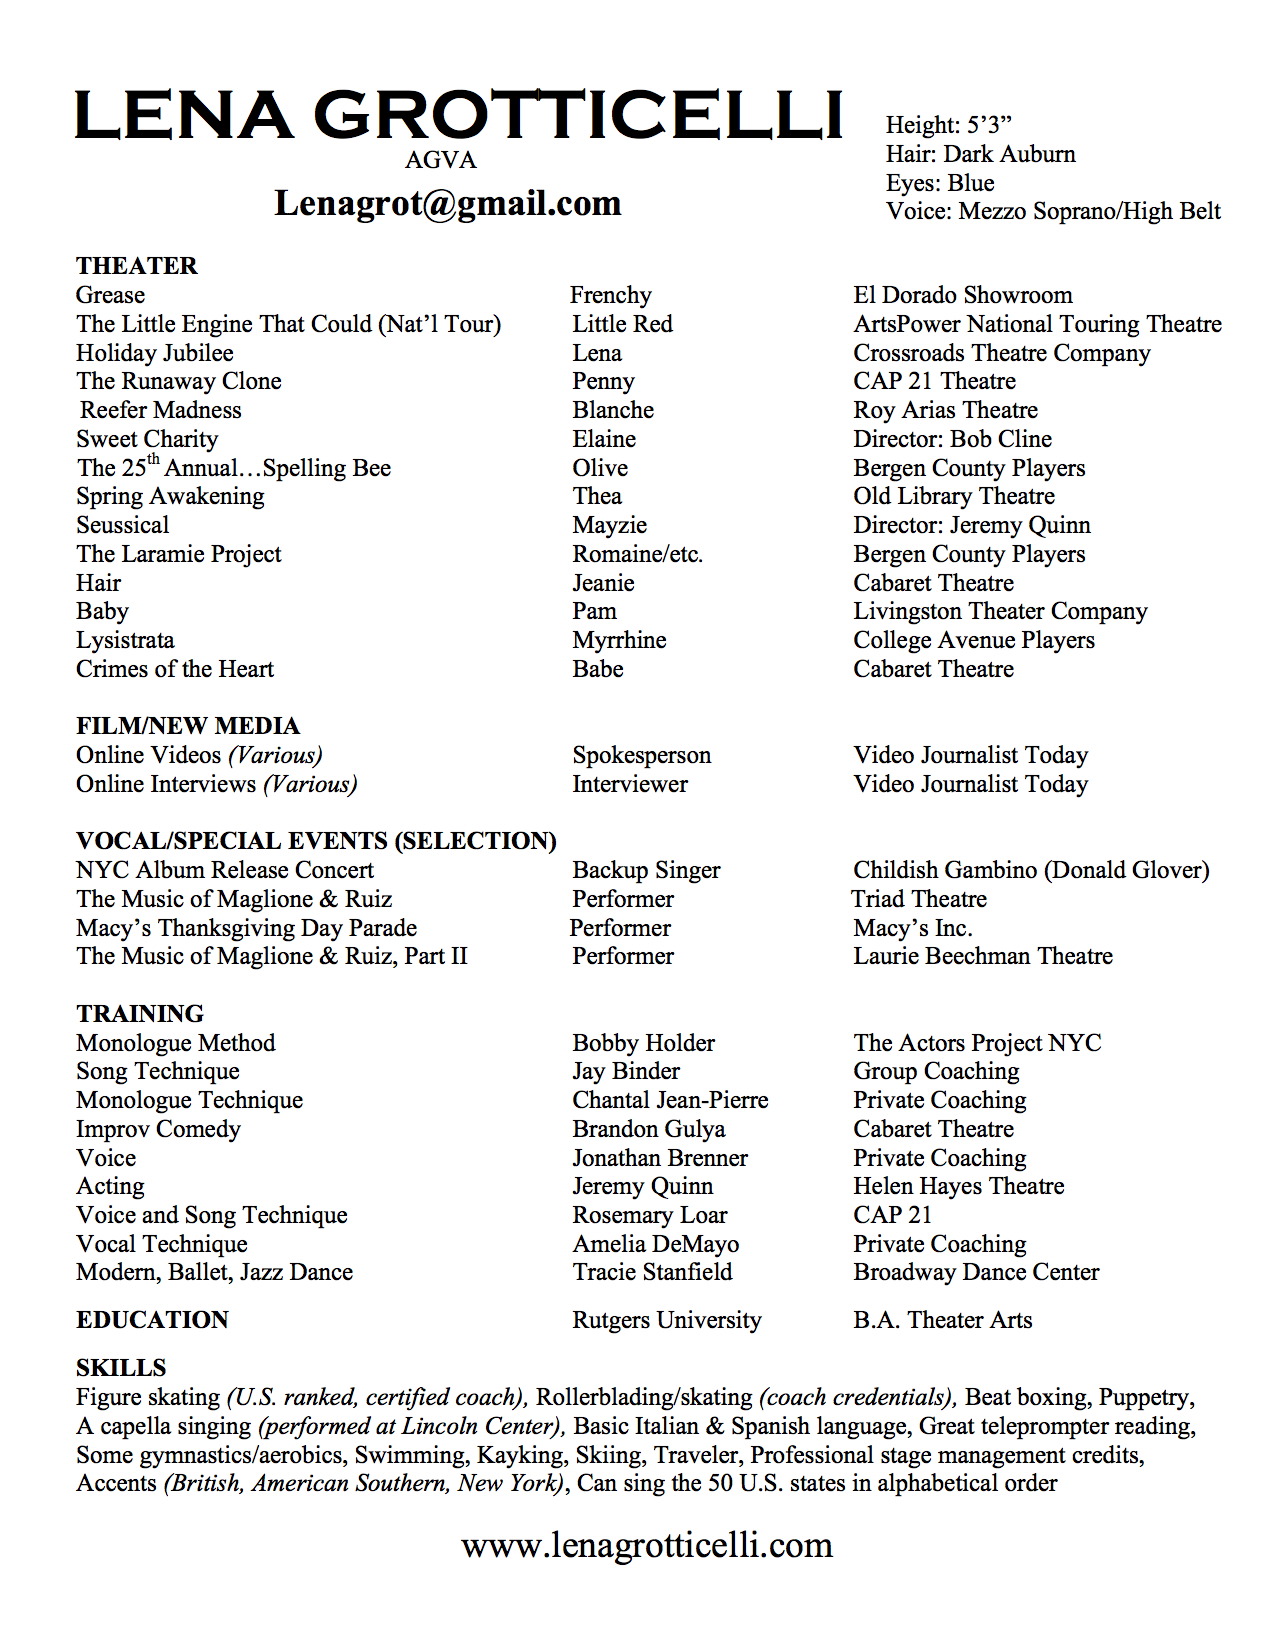 LENA GROTTICELLI
AGVA
Lenagrot@gmail.com
Height: 5’3”
Hair: Dark Auburn
Eyes: Blue
Voice: Mezzo Soprano/High Belt
THEATER
Grease Frenchy El Dorado Showroom
The Little Engine That Could (Nat’l Tour) Little Red ArtsPower National Touring Theatre
Holiday Jubilee Lena Crossroads Theatre Company
The Runaway Clone Penny CAP 21 Theatre
Reefer Madness Blanche Roy Arias Theatre
Sweet Charity Elaine Director: Bob Cline
The 25th Annual…Spelling Bee Olive Bergen County Players
Spring Awakening Thea Old Library Theatre
Seussical Mayzie Director: Jeremy Quinn
The Laramie Project Romaine/etc. Bergen County Players
Hair Jeanie Cabaret Theatre
Baby Pam Livingston Theater Company
Lysistrata Myrrhine College Avenue Players
Crimes of the Heart Babe Cabaret Theatre
FILM/NEW MEDIA
Online Videos (Various) Spokesperson Video Journalist Today
Online Interviews (Various) Interviewer Video Journalist Today
VOCAL/SPECIAL EVENTS (SELECTION)
NYC Album Release Concert Backup Singer Childish Gambino (Donald Glover)
The Music of Maglione & Ruiz Performer Triad Theatre
Macy’s Thanksgiving Day Parade Performer Macy’s Inc.
The Music of Maglione & Ruiz, Part II Performer Laurie Beechman Theatre
TRAINING
Monologue Method Bobby Holder The Actors Project NYC
Song Technique Jay Binder Group Coaching
Monologue Technique Chantal Jean-Pierre Private Coaching
Improv Comedy Brandon Gulya Cabaret Theatre
Voice Jonathan Brenner Private Coaching
Acting Jeremy Quinn Helen Hayes Theatre
Voice and Song Technique Rosemary Loar CAP 21
Vocal Technique Amelia DeMayo Private Coaching
Modern, Ballet, Jazz Dance Tracie Stanfield Broadway Dance Center
EDUCATION Rutgers University B.A. Theater Arts
SKILLS
Figure skating (U.S. ranked, certified coach), Rollerblading/skating (coach credentials), Beat boxing, Puppetry,
A capella singing (performed at Lincoln Center), Basic Italian & Spanish language, Great teleprompter reading,
Some gymnastics/aerobics, Swimming, Kayking, Skiing, Traveler, Professional stage management credits,
Accents (British, American Southern, New York), Can sing the 50 U.S. states in alphabetical order
www.lenagrotticelli.com